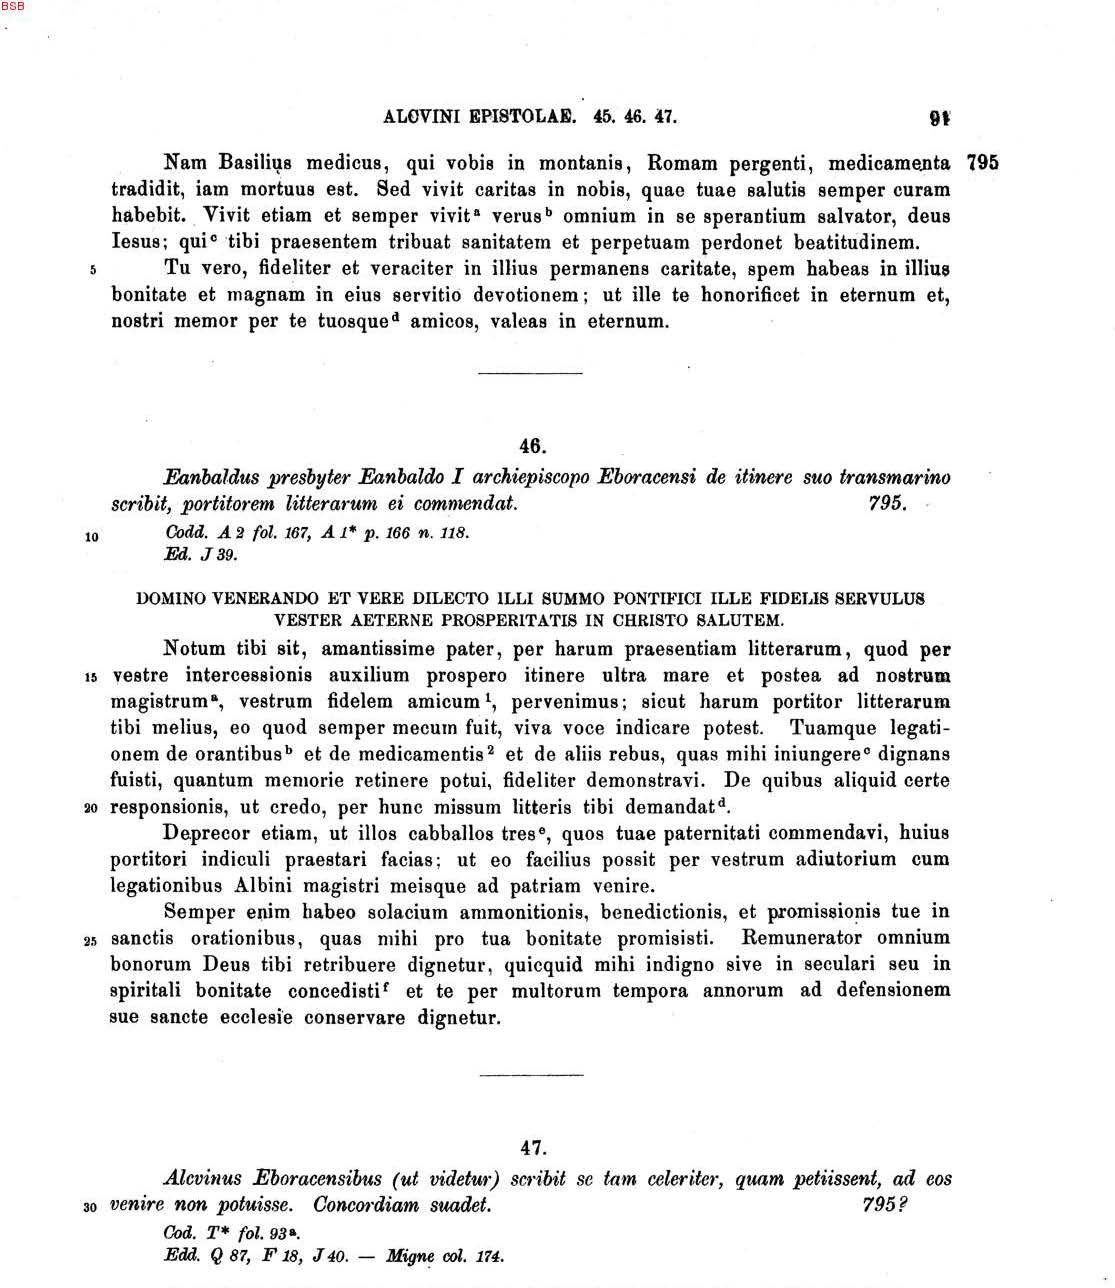 BSB
ALCVINI EPISTOLAE. 45. 46. 47. 91
Nam Basilius medicus, qui vobis in montanis, Romam pergenti, medicamenta 795
tradidit, iam mortuus est. Sed vivit caritas in nobis, quae tuae salutis semper curam
habebit. Vivit etiam et semper vivitᵃ verusᵇ omnium in se sperantium salvator, deus
Iesus; quiᶜ tibi praesentem tribuat sanitatem et perpetuam perdonet beatitudinem.
5 Tu vero, fideliter et veraciter in illius permanens caritate, spem habeas in illius
bonitate et magnam in eius servitio devotionem; ut ille te honorificet in eternum et,
nostri memor per te tuosqueᵈ amicos, valeas in eternum.
46.
Eanbaldus presbyter Eanbaldo I archiepiscopo Eboracensi de itinere suo transmarino
scribit, portitorem litterarum ei commendat. 795.
10 Codd. A 2 fol. 167, A 1* p. 166 n. 118.
Ed. J 39.
DOMINO VENERANDO ET VERE DILECTO ILLI SUMMO PONTIFICI ILLE FIDELIS SERVULUS
VESTER AETERNE PROSPERITATIS IN CHRISTO SALUTEM.
Notum tibi sit, amantissime pater, per harum praesentiam litterarum, quod per
15 vestre intercessionis auxilium prospero itinere ultra mare et postea ad nostrum
magistrumᵃ, vestrum fidelem amicum¹, pervenimus; sicut harum portitor litterarum
tibi melius, eo quod semper mecum fuit, viva voce indicare potest. Tuamque legati-
onem de orantibusᵇ et de medicamentis² et de aliis rebus, quas mihi iniungereᶜ dignans
fuisti, quantum memorie retinere potui, fideliter demonstravi. De quibus aliquid certe
20 responsionis, ut credo, per hunc missum litteris tibi demandatᵈ.
Deprecor etiam, ut illos cabballos tresᵉ, quos tuae paternitati commendavi, huius
portitori indiculi praestari facias; ut eo facilius possit per vestrum adiutorium cum
legationibus Albini magistri meisque ad patriam venire.
Semper enim habeo solacium ammonitionis, benedictionis, et promissionis tue in
25 sanctis orationibus, quas mihi pro tua bonitate promisisti. Remunerator omnium
bonorum Deus tibi retribuere dignetur, quicquid mihi indigno sive in seculari seu in
spiritali bonitate concedistiᶠ et te per multorum tempora annorum ad defensionem
sue sancte ecclesie conservare dignetur.
47.
Alcvinus Eboracensibus (ut videtur) scribit se tam celeriter, quam petiissent, ad eos
30 venire non potuisse. Concordiam suadet. 795?
Cod. T* fol. 93ᵃ.
Edd. Q 87, F 18, J 40. — Migne col. 174.